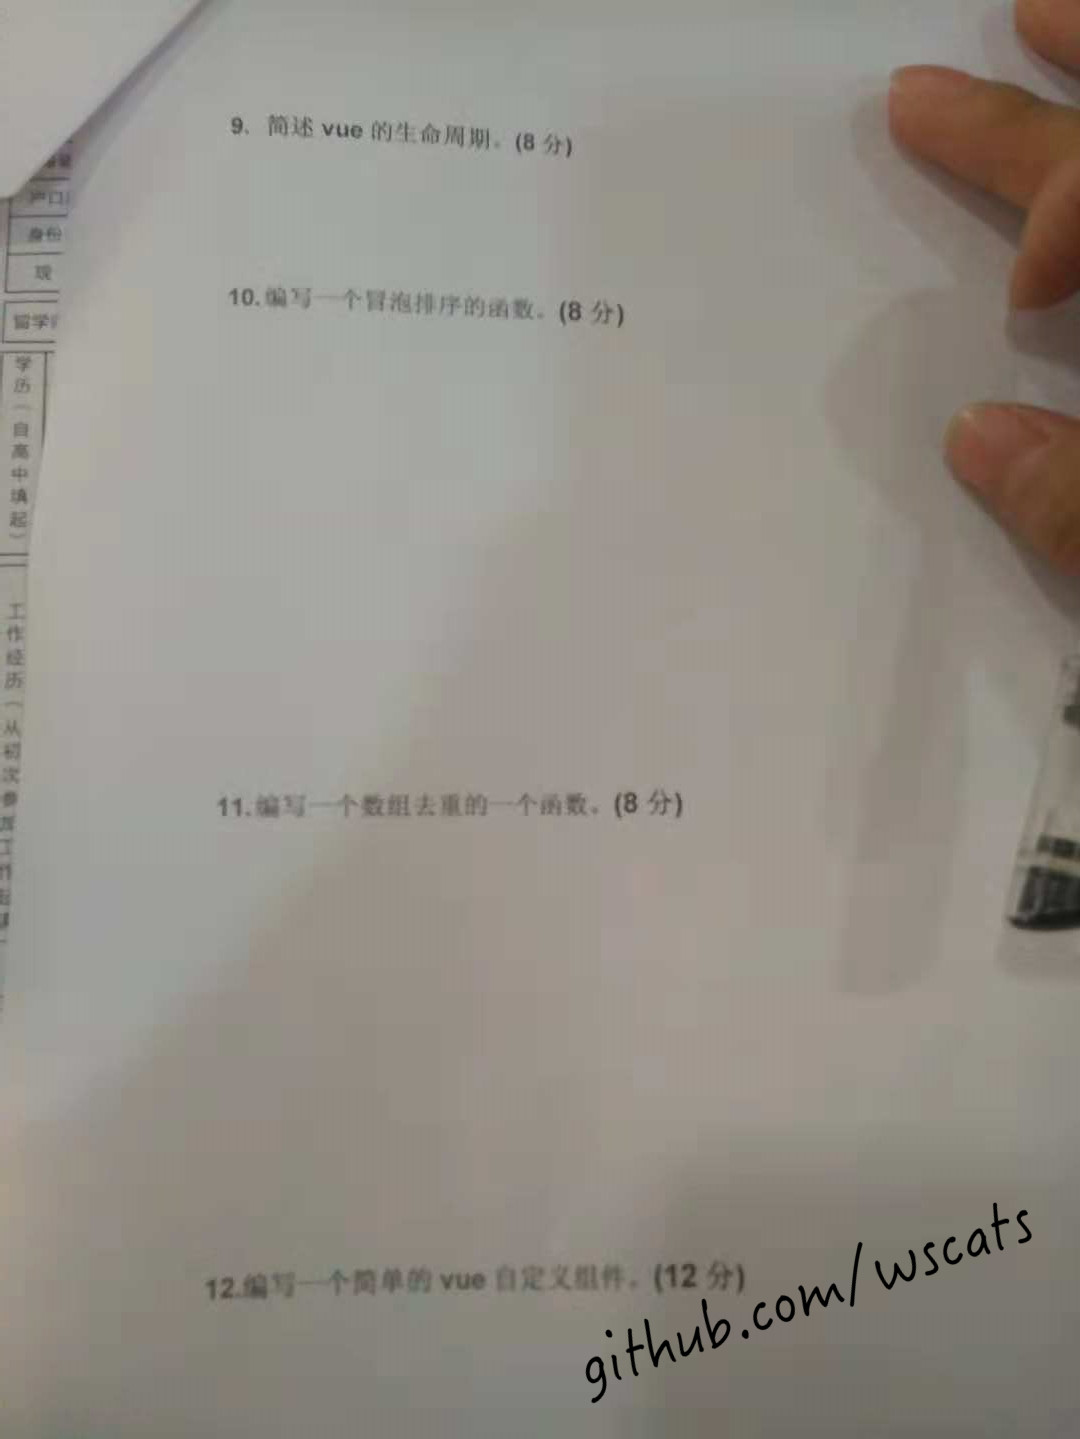 9、简述 vue 的生命周期。(8 分)
10.编写一个冒泡排序的函数。(8 分)
11.编写一个数组去重的一个函数。(8 分)
12.编写一个简单的 vue 自定义组件。(12 分)
github.com/wscats
户口
身份
现
留学
学历（自高中填起）
工作经历（从初次参